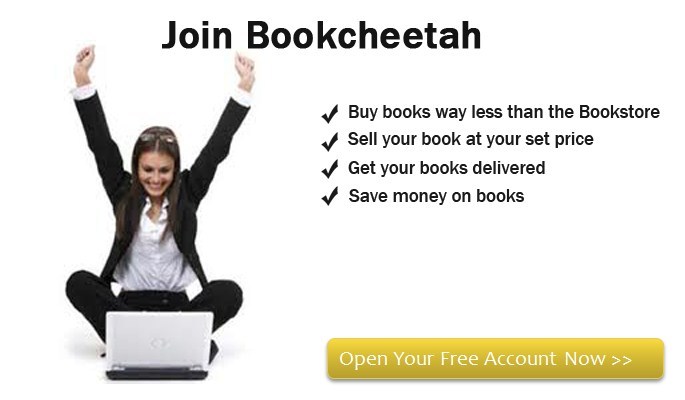 Join Bookcheetah
Buy books way less than the Bookstore
Sell your book at your set price
Get your books delivered
Save money on books
Open Your Free Account Now >>